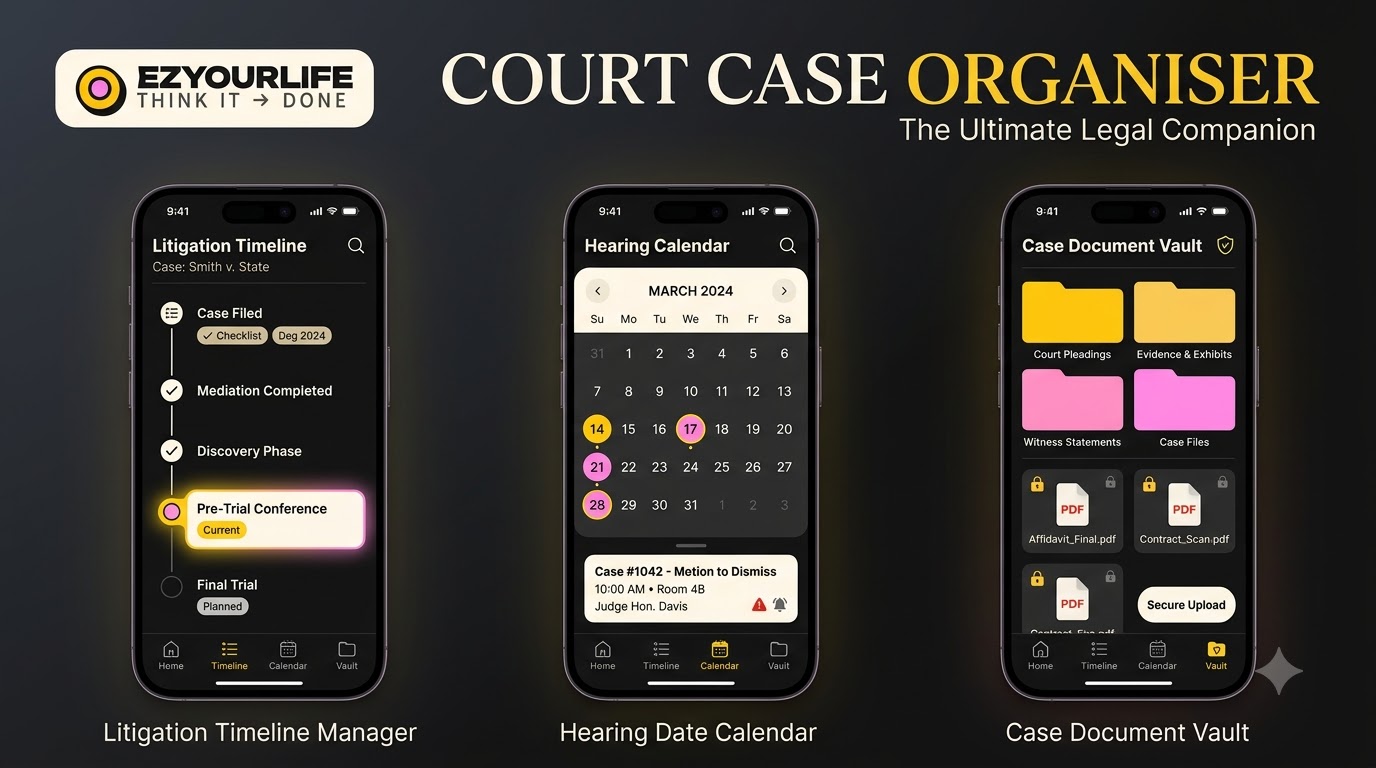 EZYOURLIFE
THINK IT → DONE
COURT CASE ORGANISER
The Ultimate Legal Companion
9:41
Litigation Timeline
Case: Smith v. State
Case Filed
Checklist Deg 2024
Mediation Completed
Discovery Phase
Pre-Trial Conference
Current
Final Trial
Planned
Home Timeline Calendar Vault
Litigation Timeline Manager
9:41
Hearing Calendar
MARCH 2024
Su Mo Tu We Th Fr Sa
31 1 2 3 4 5 6
7 8 9 10 11 12 13
14 15 16 17 18 19 20
21 22 23 24 25 26 27
28 29 30 31 1 2 3
Case #1042 - Metion to Dismiss
10:00 AM • Room 4B
Judge Hon. Davis
Home Timeline Calendar Vault
Hearing Date Calendar
9:41
Case Document Vault
Court Pleadings Evidence & Exhibits
Witness Statements Case Files
PDF PDF
Affidavit_Final.pdf Contract_Scan.pdf
PDF
Secure Upload
Home Timeline Calendar Vault
Case Document Vault